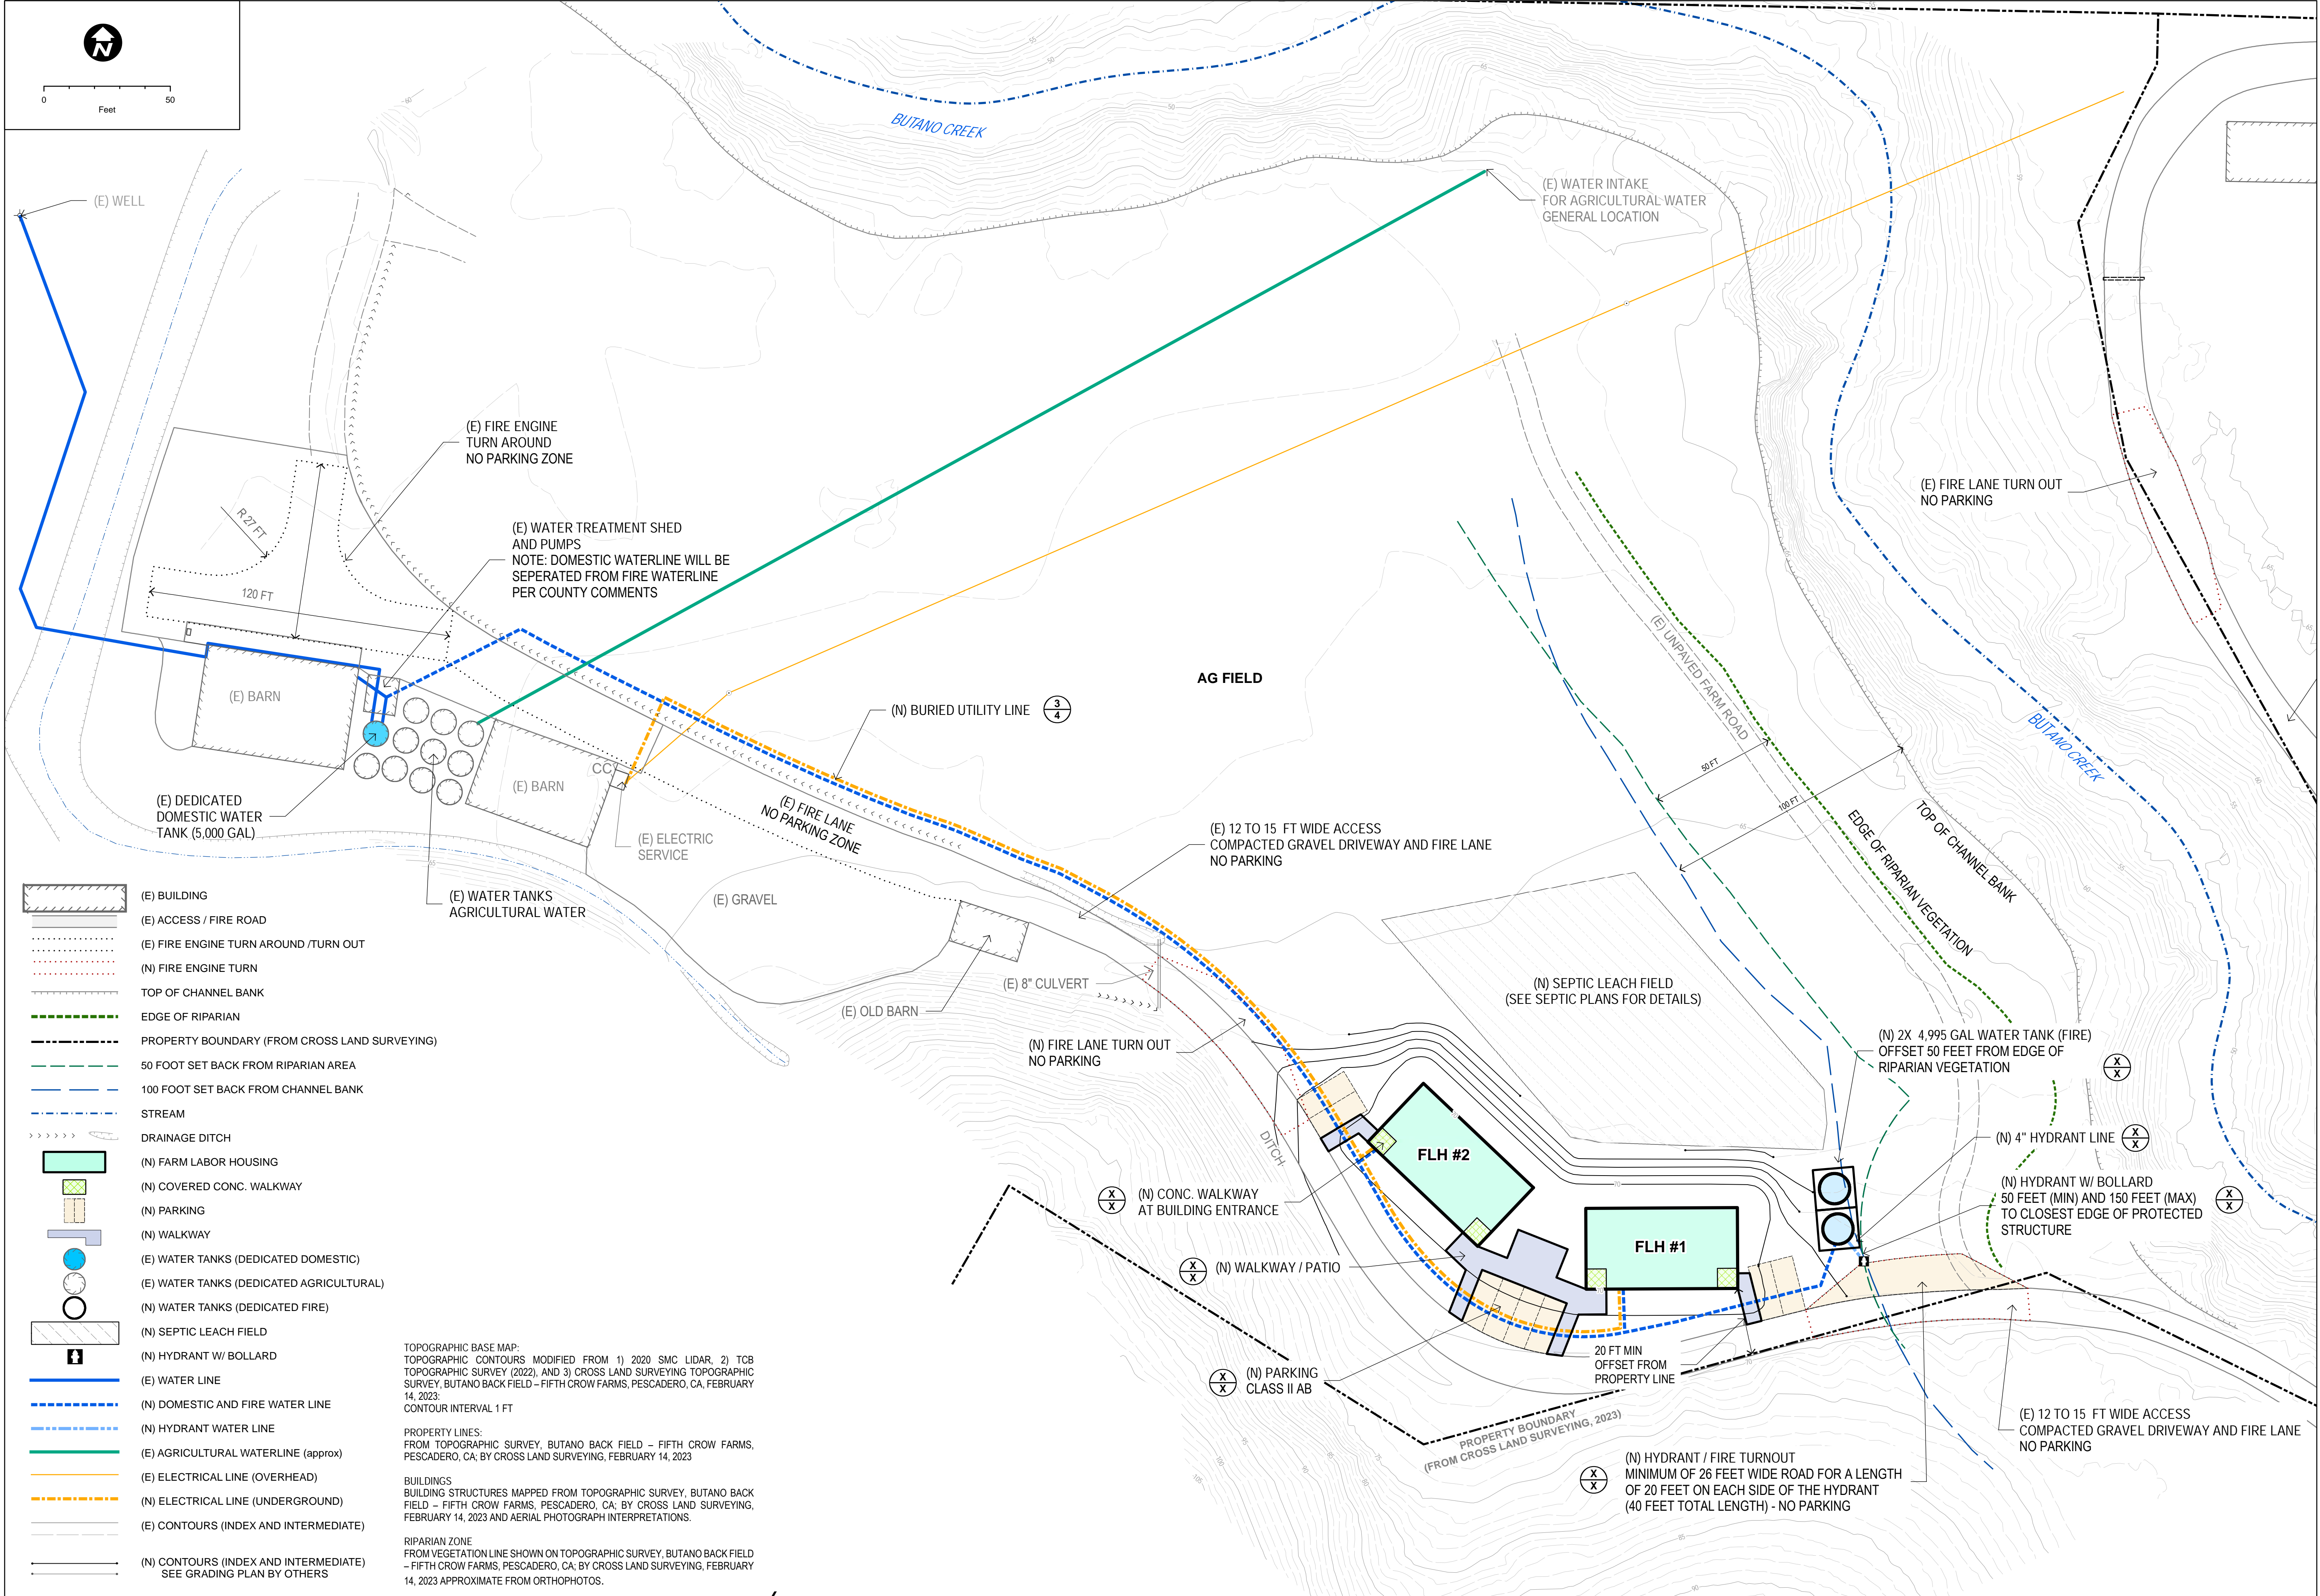 N
0 50
Feet
(E) WELL
BUTANO CREEK
(E) WATER INTAKE
FOR AGRICULTURAL WATER
GENERAL LOCATION
(E) FIRE ENGINE
TURN AROUND
NO PARKING ZONE
R 27 FT
120 FT
(E) WATER TREATMENT SHED
AND PUMPS
NOTE: DOMESTIC WATERLINE WILL BE
SEPERATED FROM FIRE WATERLINE
PER COUNTY COMMENTS
(E) FIRE LANE TURN OUT
NO PARKING
(E) UNPAVED FARM ROAD
AG FIELD
(E) BARN
(N) BURIED UTILITY LINE
3
4
BUTANO CREEK
50 FT
100 FT
TOP OF CHANNEL BANK
EDGE OF RIPARIAN VEGETATION
(E) BARN
CC
(E) DEDICATED
DOMESTIC WATER
TANK (5,000 GAL)
(E) ELECTRIC
SERVICE
(E) FIRE LANE
NO PARKING ZONE
(E) 12 TO 15 FT WIDE ACCESS
COMPACTED GRAVEL DRIVEWAY AND FIRE LANE
NO PARKING
(E) WATER TANKS
AGRICULTURAL WATER
(E) GRAVEL
(E) 8" CULVERT
(E) OLD BARN
(N) SEPTIC LEACH FIELD
(SEE SEPTIC PLANS FOR DETAILS)
(N) FIRE LANE TURN OUT
NO PARKING
(N) 2X 4,995 GAL WATER TANK (FIRE)
OFFSET 50 FEET FROM EDGE OF
RIPARIAN VEGETATION
X
X
DITCH
FLH #2
(N) 4" HYDRANT LINE
X
X
X
X
(N) CONC. WALKWAY
AT BUILDING ENTRANCE
(N) HYDRANT W/ BOLLARD
50 FEET (MIN) AND 150 FEET (MAX)
TO CLOSEST EDGE OF PROTECTED
STRUCTURE
X
X
FLH #1
X
X
(N) WALKWAY / PATIO
20 FT MIN
OFFSET FROM
PROPERTY LINE
X
X
(N) PARKING
CLASS II AB
PROPERTY BOUNDARY
(FROM CROSS LAND SURVEYING, 2023)
(E) 12 TO 15 FT WIDE ACCESS
COMPACTED GRAVEL DRIVEWAY AND FIRE LANE
NO PARKING
X
X
(N) HYDRANT / FIRE TURNOUT
MINIMUM OF 26 FEET WIDE ROAD FOR A LENGTH
OF 20 FEET ON EACH SIDE OF THE HYDRANT
(40 FEET TOTAL LENGTH) - NO PARKING
(E) BUILDING
(E) ACCESS / FIRE ROAD
(E) FIRE ENGINE TURN AROUND /TURN OUT
(N) FIRE ENGINE TURN
TOP OF CHANNEL BANK
EDGE OF RIPARIAN
PROPERTY BOUNDARY (FROM CROSS LAND SURVEYING)
50 FOOT SET BACK FROM RIPARIAN AREA
100 FOOT SET BACK FROM CHANNEL BANK
STREAM
DRAINAGE DITCH
(N) FARM LABOR HOUSING
(N) COVERED CONC. WALKWAY
(N) PARKING
(N) WALKWAY
(E) WATER TANKS (DEDICATED DOMESTIC)
(E) WATER TANKS (DEDICATED AGRICULTURAL)
(N) WATER TANKS (DEDICATED FIRE)
(N) SEPTIC LEACH FIELD
(N) HYDRANT W/ BOLLARD
(E) WATER LINE
(N) DOMESTIC AND FIRE WATER LINE
(N) HYDRANT WATER LINE
(E) AGRICULTURAL WATERLINE (approx)
(E) ELECTRICAL LINE (OVERHEAD)
(N) ELECTRICAL LINE (UNDERGROUND)
(E) CONTOURS (INDEX AND INTERMEDIATE)
(N) CONTOURS (INDEX AND INTERMEDIATE)
SEE GRADING PLAN BY OTHERS
TOPOGRAPHIC BASE MAP:
TOPOGRAPHIC CONTOURS MODIFIED FROM 1) 2020 SMC LIDAR, 2) TCB
TOPOGRAPHIC SURVEY (2022), AND 3) CROSS LAND SURVEYING TOPOGRAPHIC
SURVEY, BUTANO BACK FIELD – FIFTH CROW FARMS, PESCADERO, CA, FEBRUARY
14, 2023:
CONTOUR INTERVAL 1 FT
PROPERTY LINES:
FROM TOPOGRAPHIC SURVEY, BUTANO BACK FIELD – FIFTH CROW FARMS,
PESCADERO, CA; BY CROSS LAND SURVEYING, FEBRUARY 14, 2023
BUILDINGS
BUILDING STRUCTURES MAPPED FROM TOPOGRAPHIC SURVEY, BUTANO BACK
FIELD – FIFTH CROW FARMS, PESCADERO, CA; BY CROSS LAND SURVEYING,
FEBRUARY 14, 2023 AND AERIAL PHOTOGRAPH INTERPRETATIONS.
RIPARIAN ZONE
FROM VEGETATION LINE SHOWN ON TOPOGRAPHIC SURVEY, BUTANO BACK FIELD
– FIFTH CROW FARMS, PESCADERO, CA; BY CROSS LAND SURVEYING, FEBRUARY
14, 2023 APPROXIMATE FROM ORTHOPHOTOS.